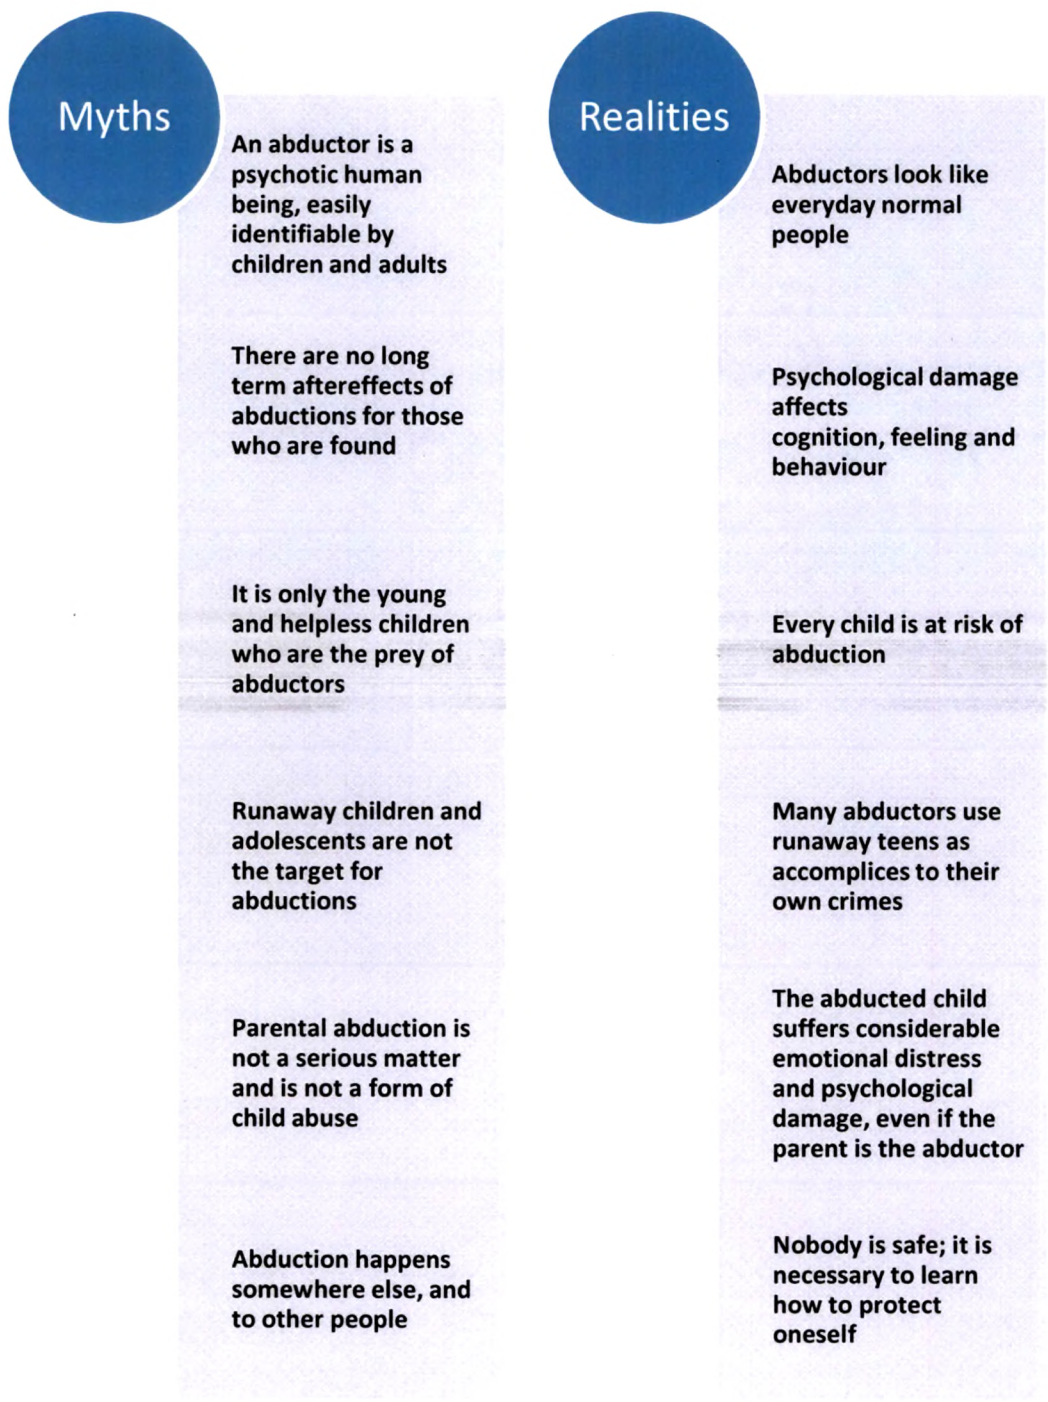 Myths
An abductor is a
psychotic human
being, easily
identifiable by
children and adults
There are no long
term aftereffects of
abductions for those
who are found
It is only the young
and helpless children
who are the prey of
abductors
Runaway children and
adolescents are not
the target for
abductions
Parental abduction is
not a serious matter
and is not a form of
child abuse
Abduction happens
somewhere else, and
to other people
Realities
Abductors look like
everyday normal
people
Psychological damage
affects
cognition, feeling and
behaviour
Every child is at risk of
abduction
Many abductors use
runaway teens as
accomplices to their
own crimes
The abducted child
suffers considerable
emotional distress
and psychological
damage, even if the
parent is the abductor
Nobody is safe; it is
necessary to learn
how to protect
oneself